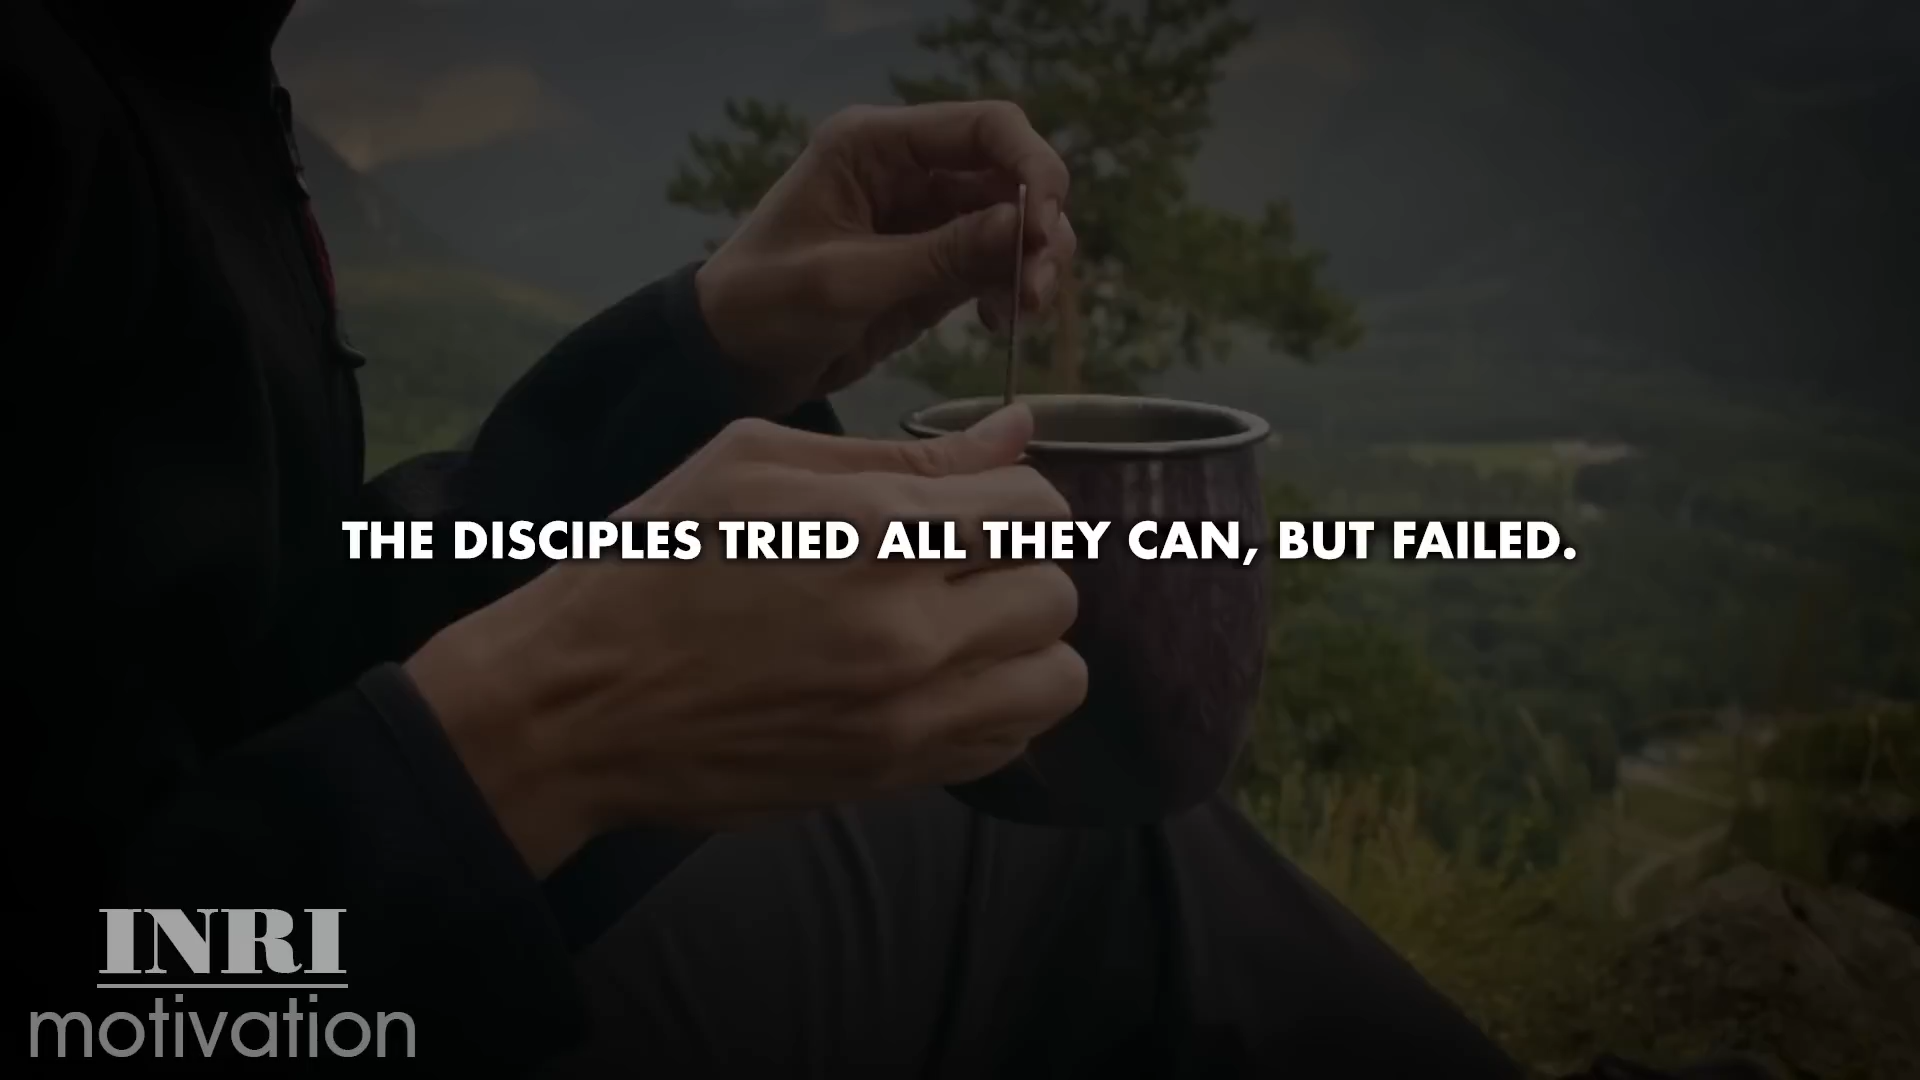 THE DISCIPLES TRIED ALL THEY CAN, BUT FAILED.
INRI
motivation